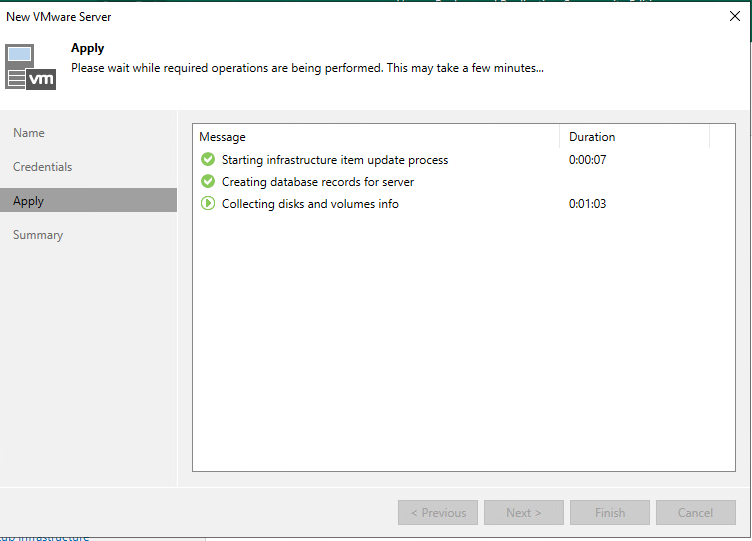 New VMware Server
Apply
Please wait while required operations are being performed. This may take a few minutes...
vm
Name
Credentials
Apply
Summary
Message Duration
Starting infrastructure item update process 0:00:07
Creating database records for server
Collecting disks and volumes info 0:01:03
< Previous Next > Finish Cancel